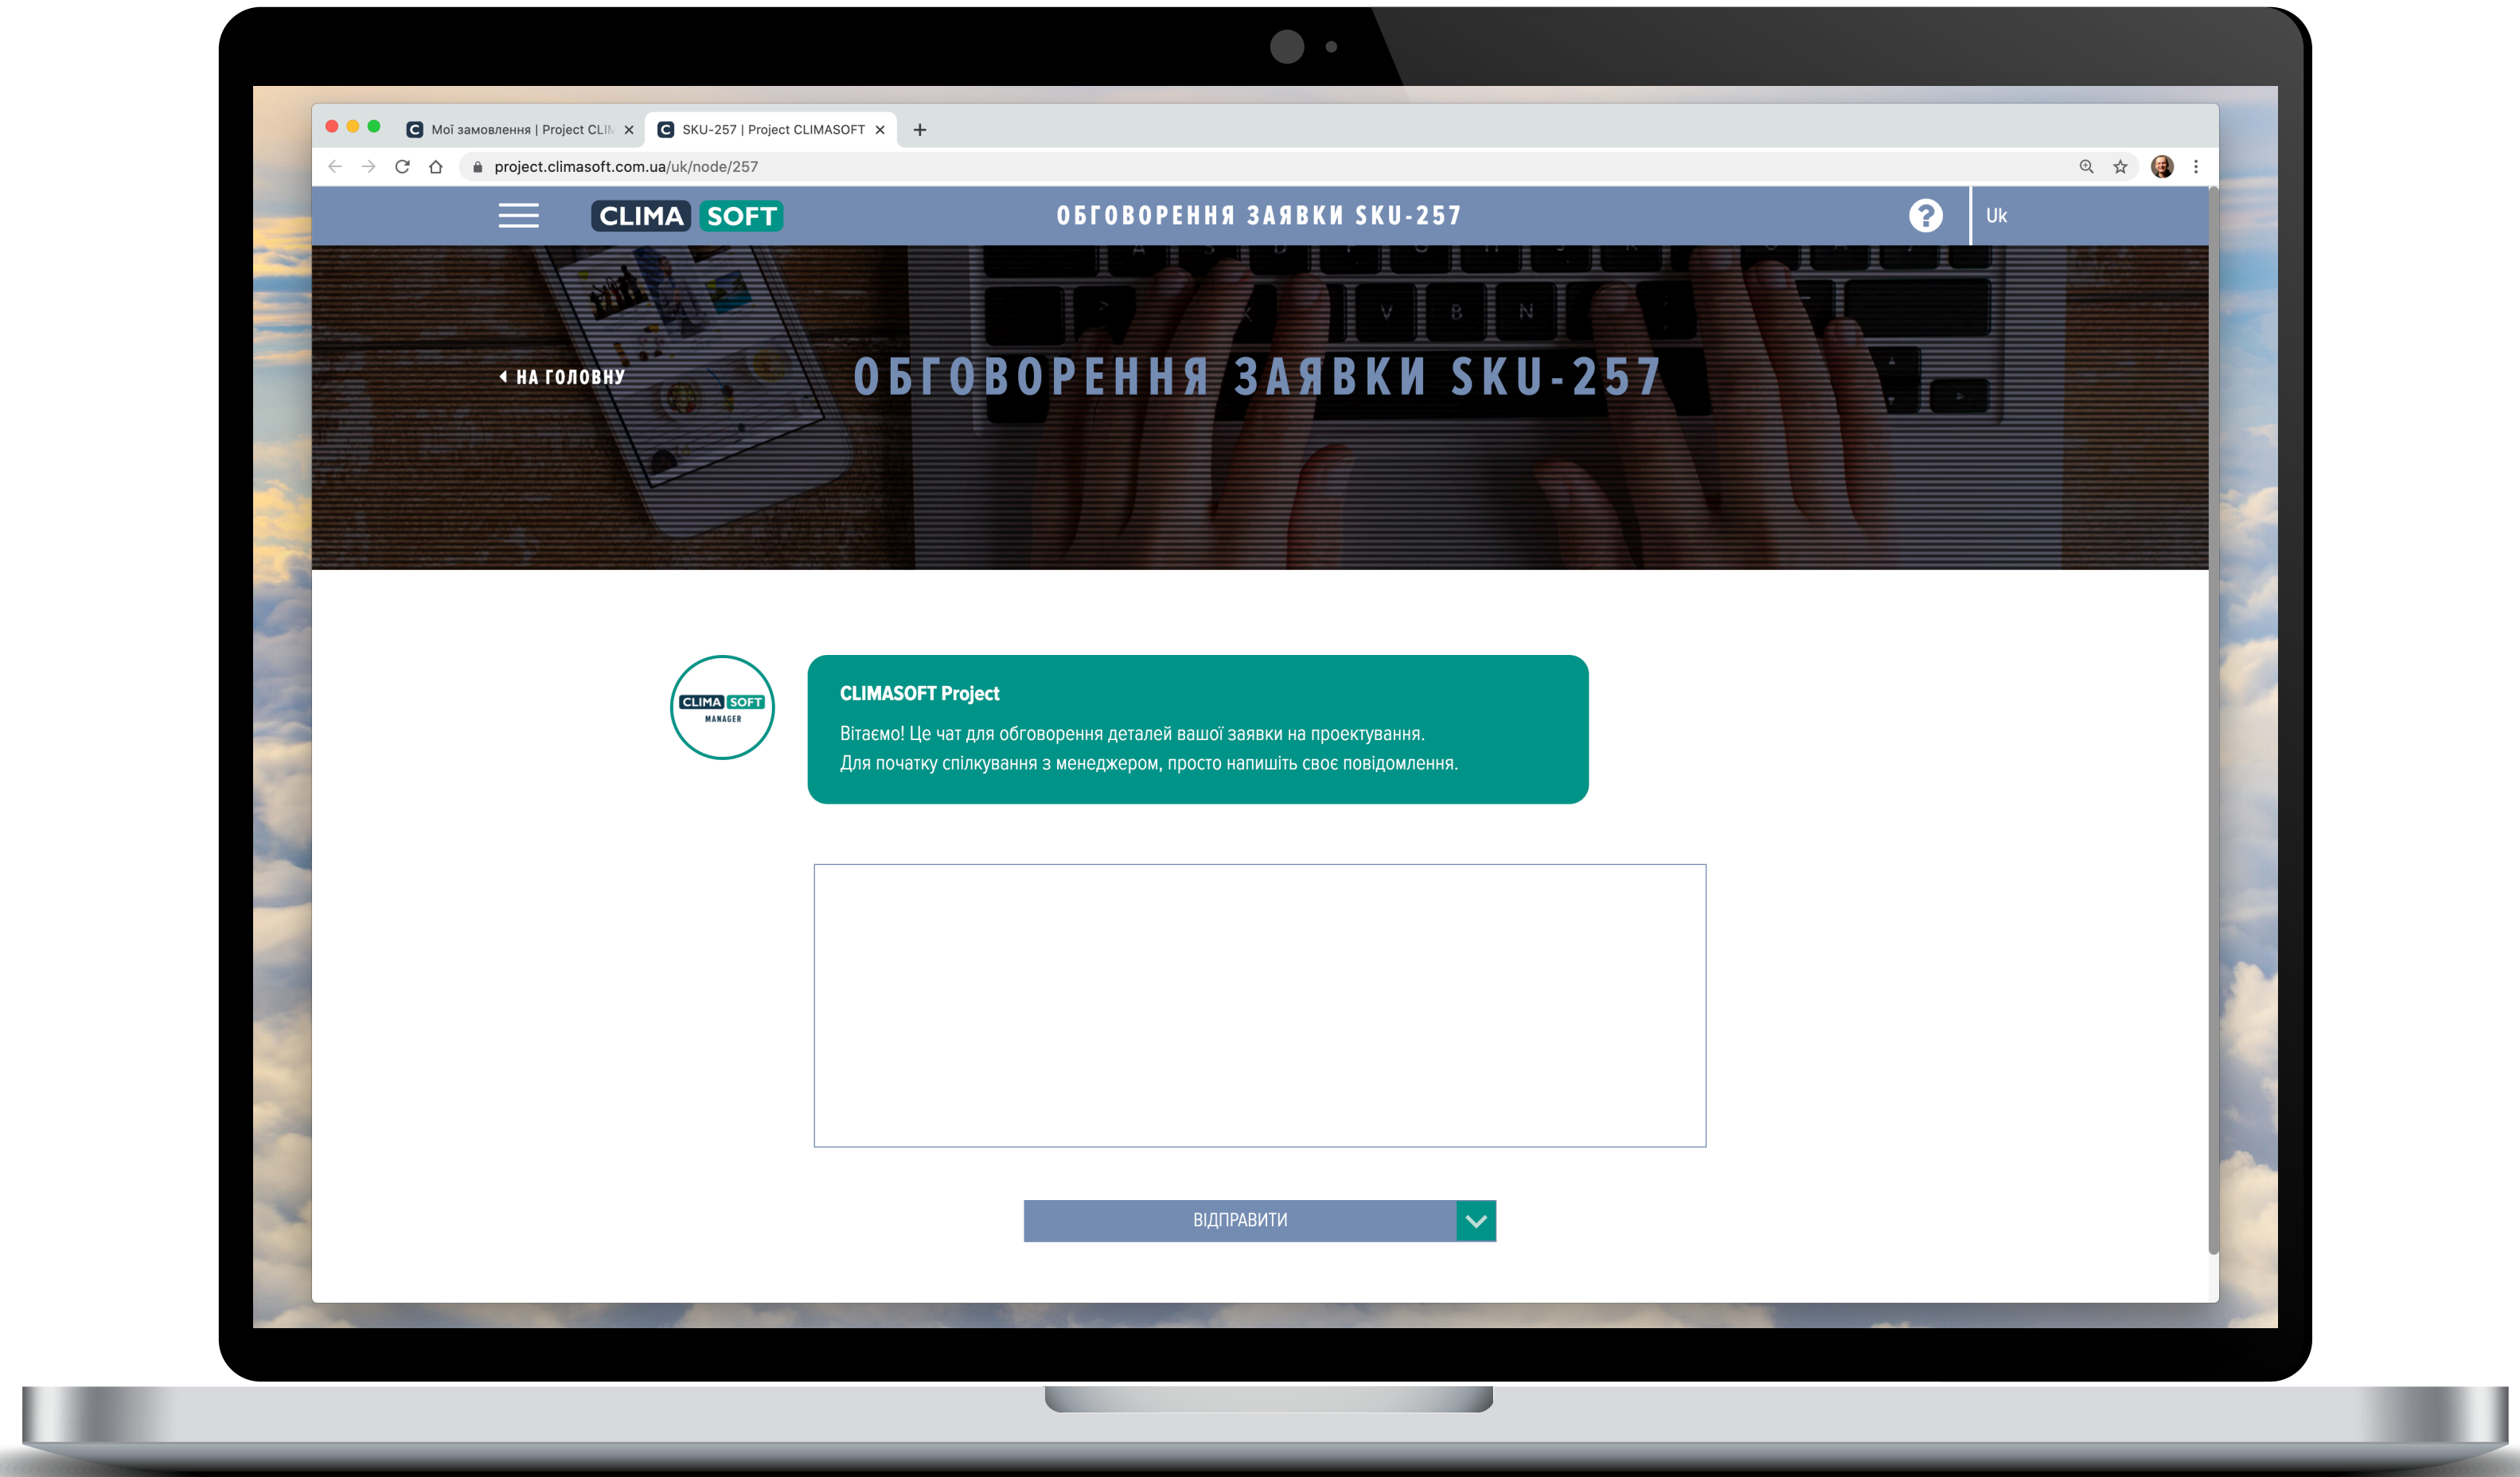 Мої замовлення | Project CLIM
SKU-257 | Project CLIMASOFT
project.climasoft.com.ua/uk/node/257
CLIMA SOFT
ОБГОВОРЕННЯ ЗАЯВКИ SKU-257
Uk
НА ГОЛОВНУ
ОБГОВОРЕННЯ ЗАЯВКИ SKU-257
V B N
CLIMA SOFT
MANAGER
CLIMASOFT Project
Вітаємо! Це чат для обговорення деталей вашої заявки на проектування.
Для початку спілкування з менеджером, просто напишіть своє повідомлення.
ВІДПРАВИТИ